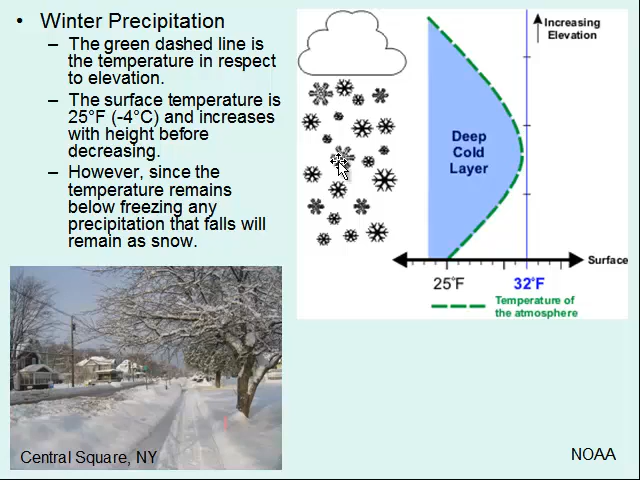 • Winter Precipitation
– The green dashed line is
the temperature in respect
to elevation.
– The surface temperature is
25°F (-4°C) and increases
with height before
decreasing.
– However, since the
temperature remains
below freezing any
precipitation that falls will
remain as snow.
Increasing
Elevation
Deep
Cold
Layer
Surface
25°F
32°F
Temperature of
the atmosphere
Central Square, NY
NOAA